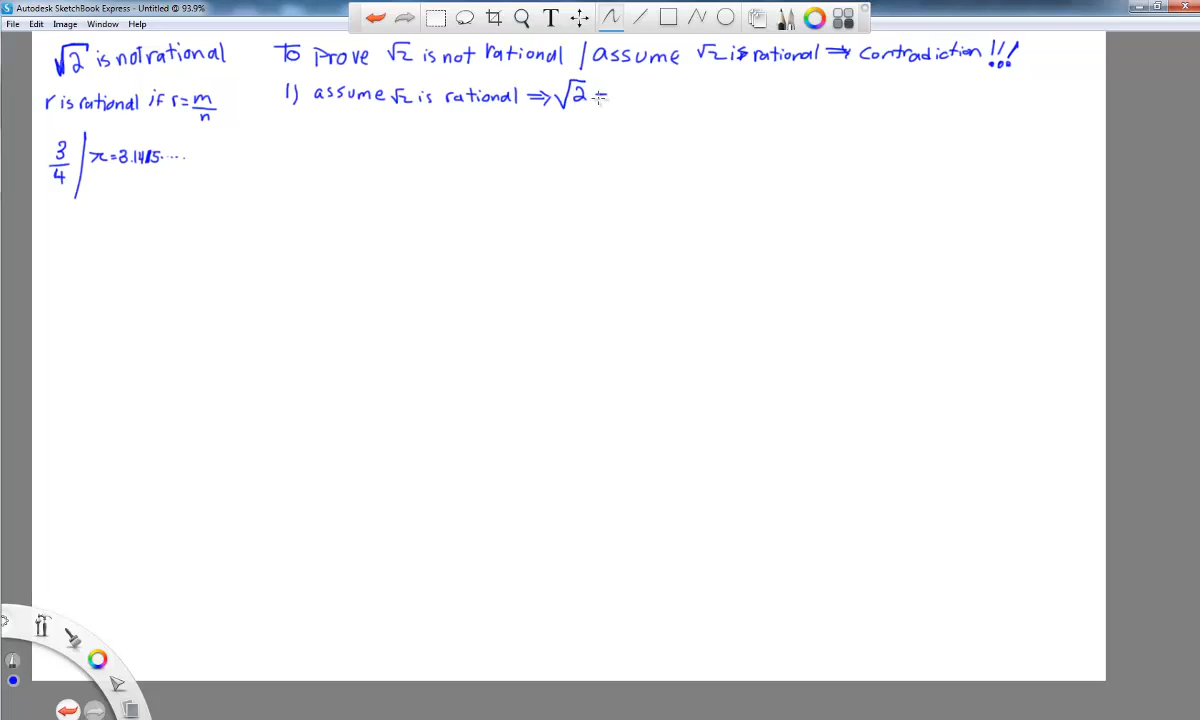 Autodesk SketchBook Express - Untitled @ 93.9%
File Edit Image Window Help
√2 is not rational
r is rational if r = m/n
3/4 | π = 3.1415.....
To Prove √2 is not rational / assume √2 is rational ⇒ Contradiction !!!
1) assume √2 is rational ⇒ √2 =